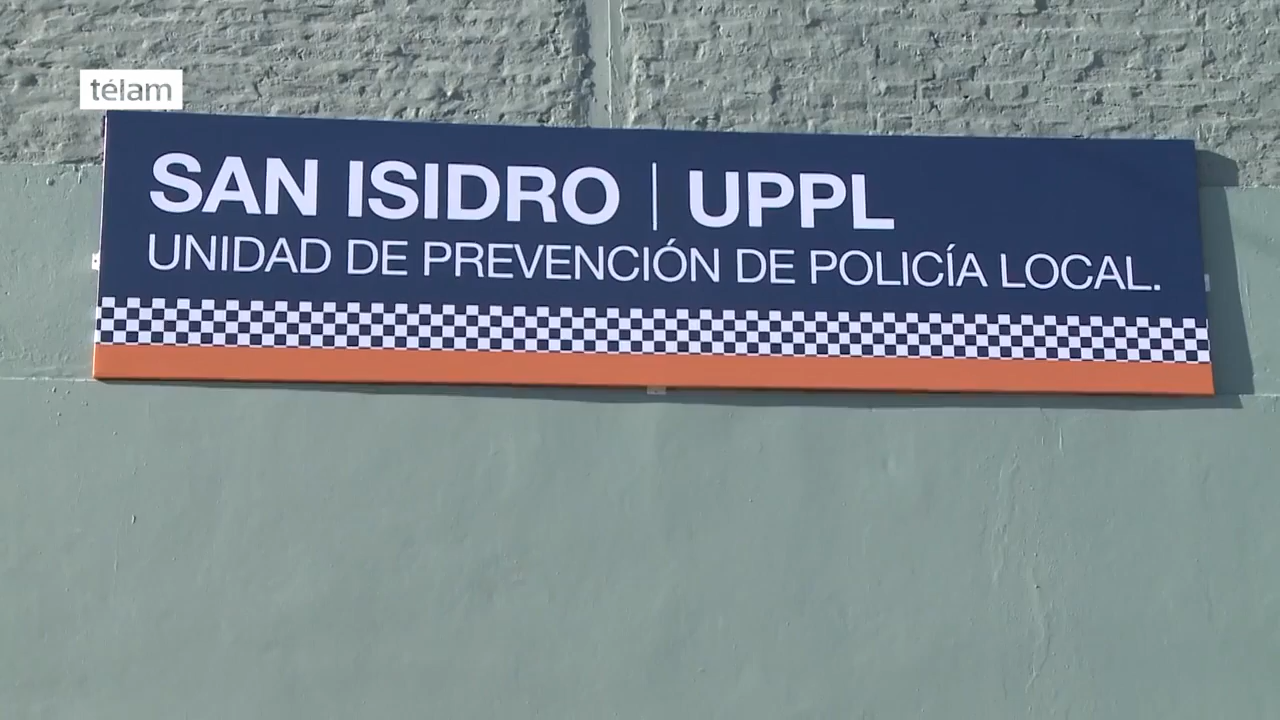 télam
SAN ISIDRO | UPPL
UNIDAD DE PREVENCIÓN DE POLICÍA LOCAL.